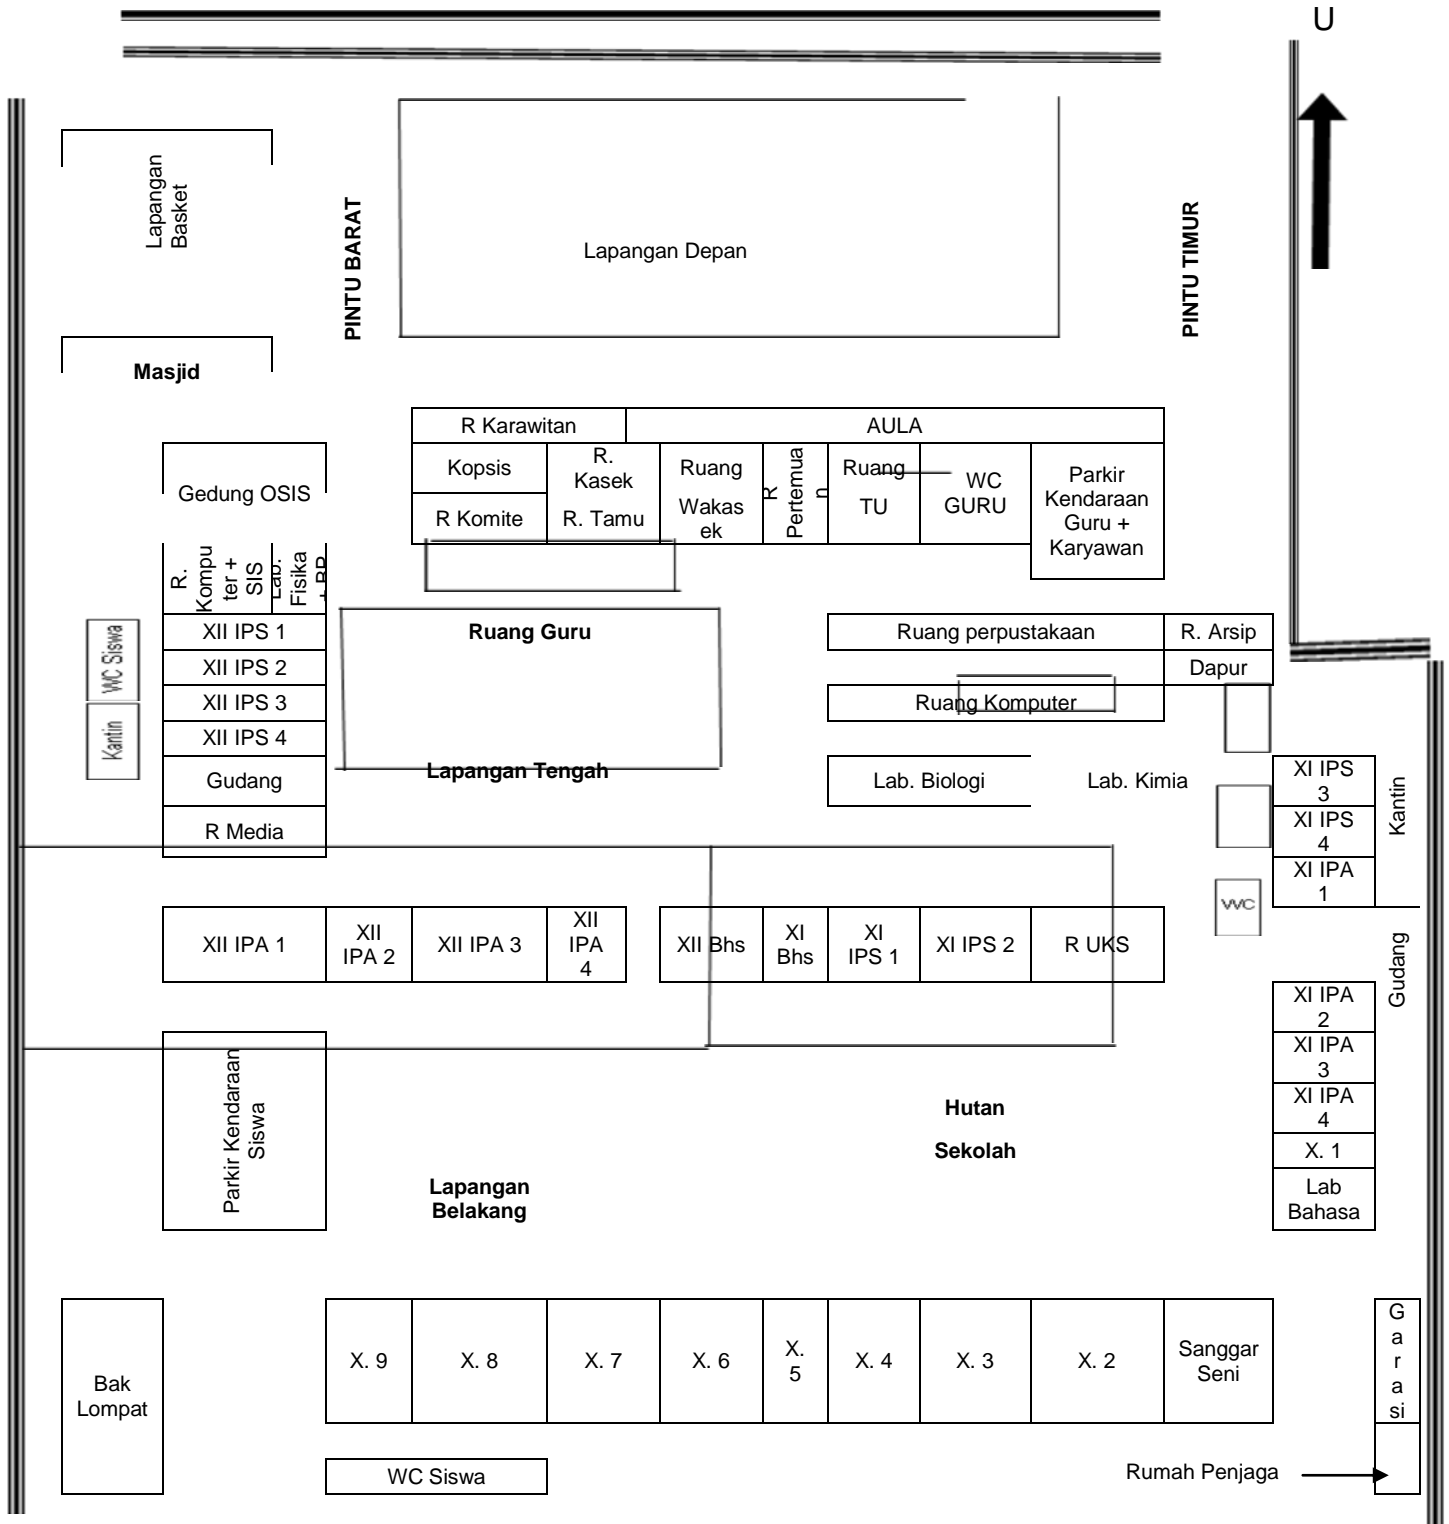 U
Lapangan
Basket
PINTU BARAT
Lapangan Depan
PINTU TIMUR
Masjid
R Karawitan
AULA
Gedung OSIS
Kopsis
R Komite
R.
Kasek
R. Tamu
Ruang
Wakas
ek
R
Pertemua
n
Ruang
TU
WC
GURU
Parkir
Kendaraan
Guru +
Karyawan
R.
Kompu
ter +
SIS
Lab.
Fisika
+ BP
WC Siswa
Kantin
XII IPS 1
XII IPS 2
XII IPS 3
XII IPS 4
Gudang
R Media
Ruang Guru
Lapangan Tengah
Ruang perpustakaan
R. Arsip
Dapur
Ruang Komputer
Lab. Biologi
Lab. Kimia
XI IPS
3
XI IPS
4
XI IPA
1
Kantin
WC
XII IPA 1
XII
IPA 2
XII IPA 3
XII
IPA
4
XII Bhs
XI
Bhs
XI
IPS 1
XI IPS 2
R UKS
Gudang
XI IPA
2
XI IPA
3
XI IPA
4
X. 1
Lab
Bahasa
Parkir Kendaraan
Siswa
Lapangan
Belakang
Hutan
Sekolah
Bak
Lompat
X. 9
X. 8
X. 7
X. 6
X.
5
X. 4
X. 3
X. 2
Sanggar
Seni
G
a
r
a
si
WC Siswa
Rumah Penjaga